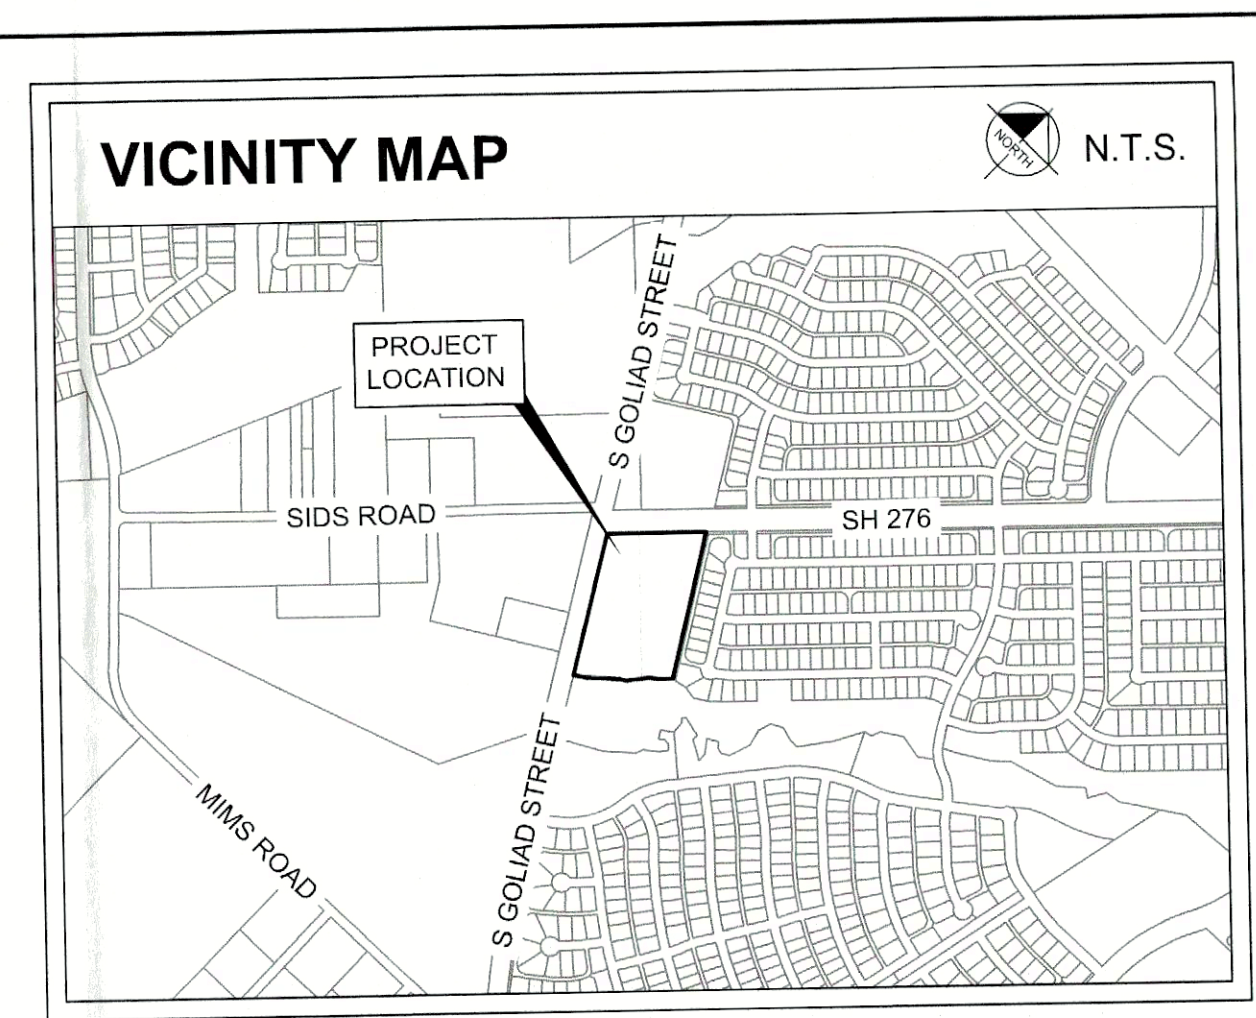 VICINITY MAP
NORTH
N.T.S.
S GOLIAD STREET
PROJECT
LOCATION
SIDS ROAD
SH 276
S GOLIAD STREET
MIMS ROAD